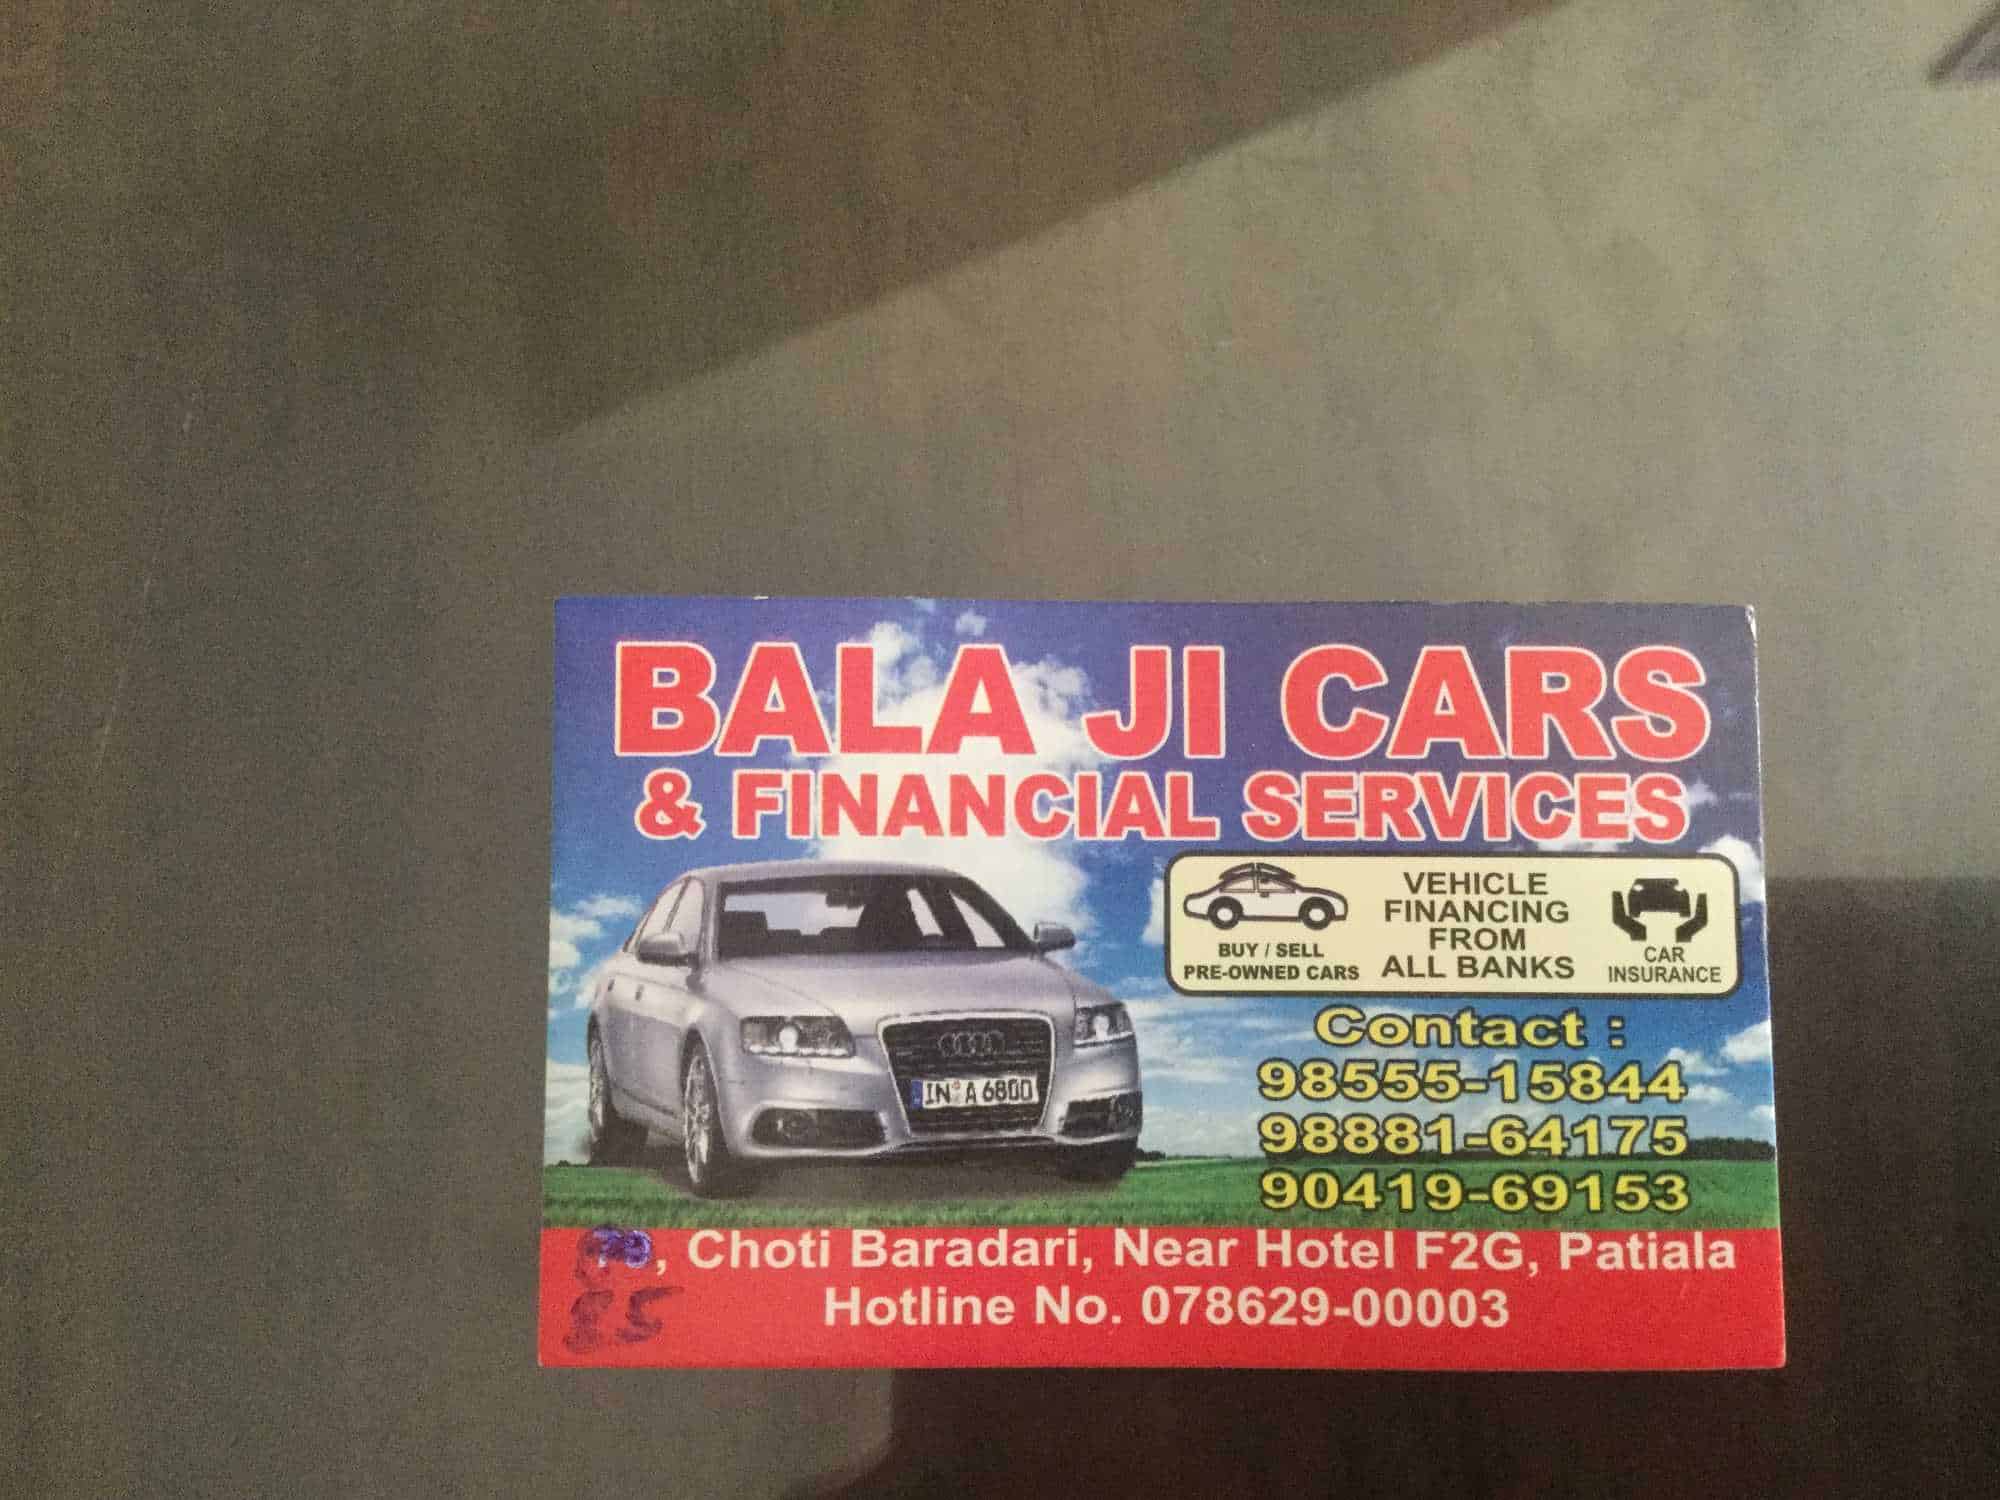 BALA JI CARS
& FINANCIAL SERVICES
BUY / SELL
PRE-OWNED CARS
VEHICLE
FINANCING
FROM
ALL BANKS
CAR
INSURANCE
IN A 6800
Contact :
98555-15844
98881-64175
90419-69153
, Choti Baradari, Near Hotel F2G, Patiala
Hotline No. 078629-00003